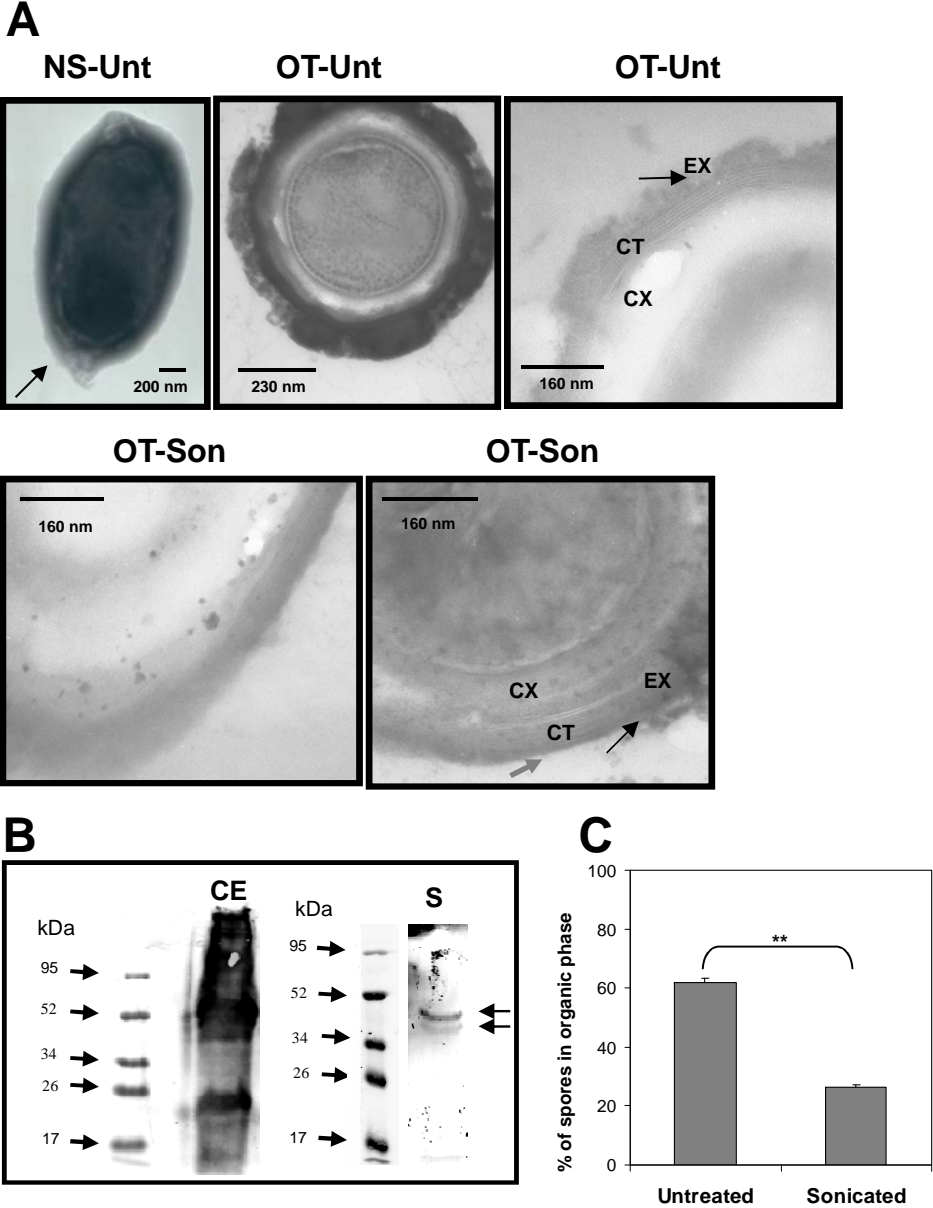 A
NS-Unt
OT-Unt
OT-Unt
200 nm
230 nm
EX
CT
CX
160 nm
OT-Son
OT-Son
160 nm
160 nm
CX
EX
CT
B
CE
kDa
95
52
34
26
17
kDa
S
95
52
34
26
17
C
% of spores in organic phase
100
80
60
40
20
0
**
Untreated
Sonicated